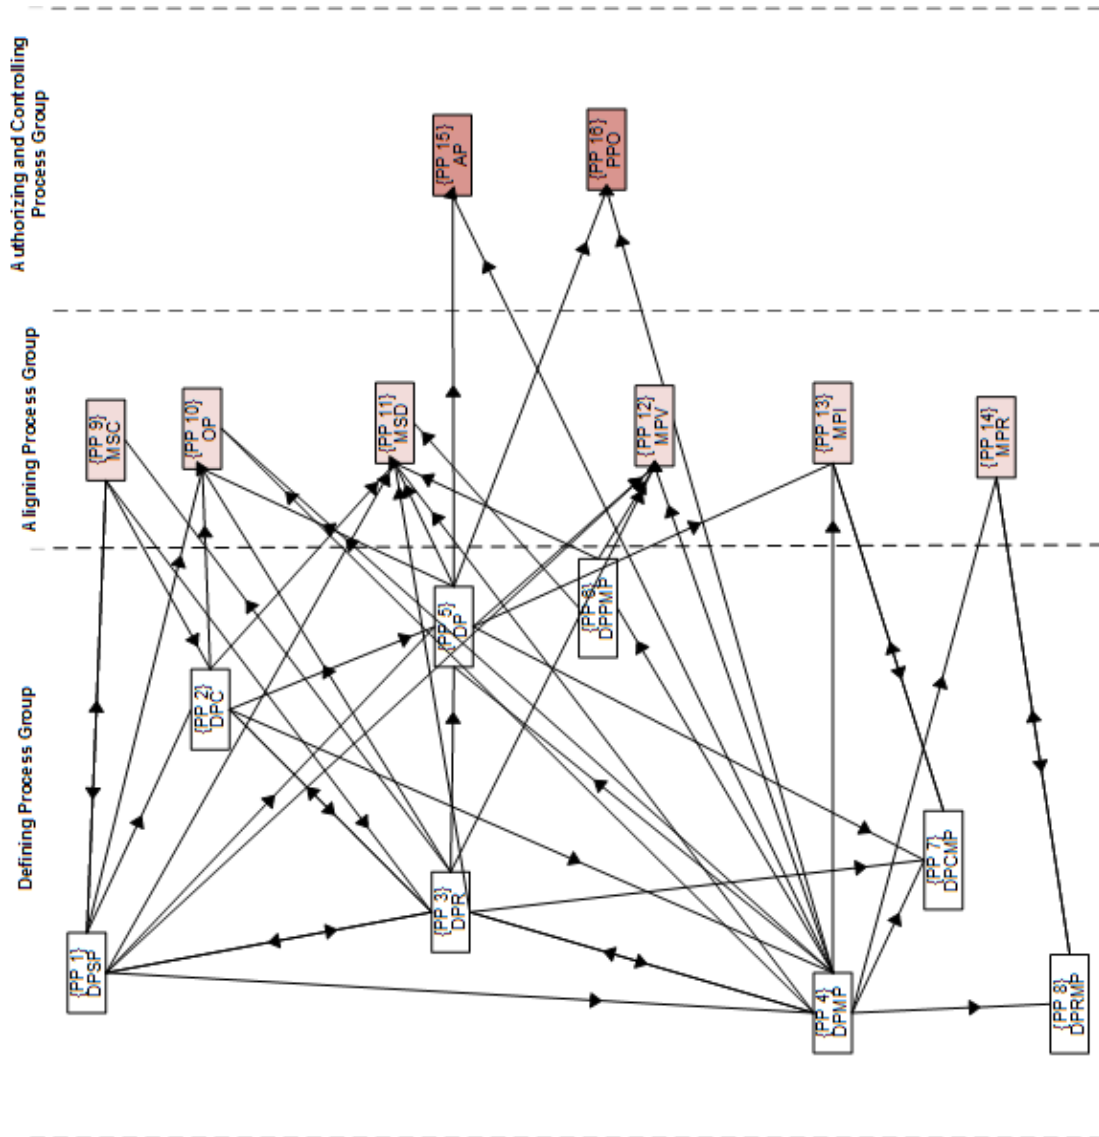 Authorizing and Controlling
Process Group
{PP 15}
AP
{PP 16}
PPO
Aligning Process Group
{PP 9}
MSC
{PP 10}
OP
{PP 11}
MSD
{PP 12}
MPV
{PP 13}
MPI
{PP 14}
MPR
Defining Process Group
{PP 1}
DPSP
{PP 2}
DPC
{PP 3}
DPR
{PP 4}
DPMP
{PP 5}
DP
{PP 6}
DPPMP
{PP 7}
DPCMP
{PP 8}
DPRMP